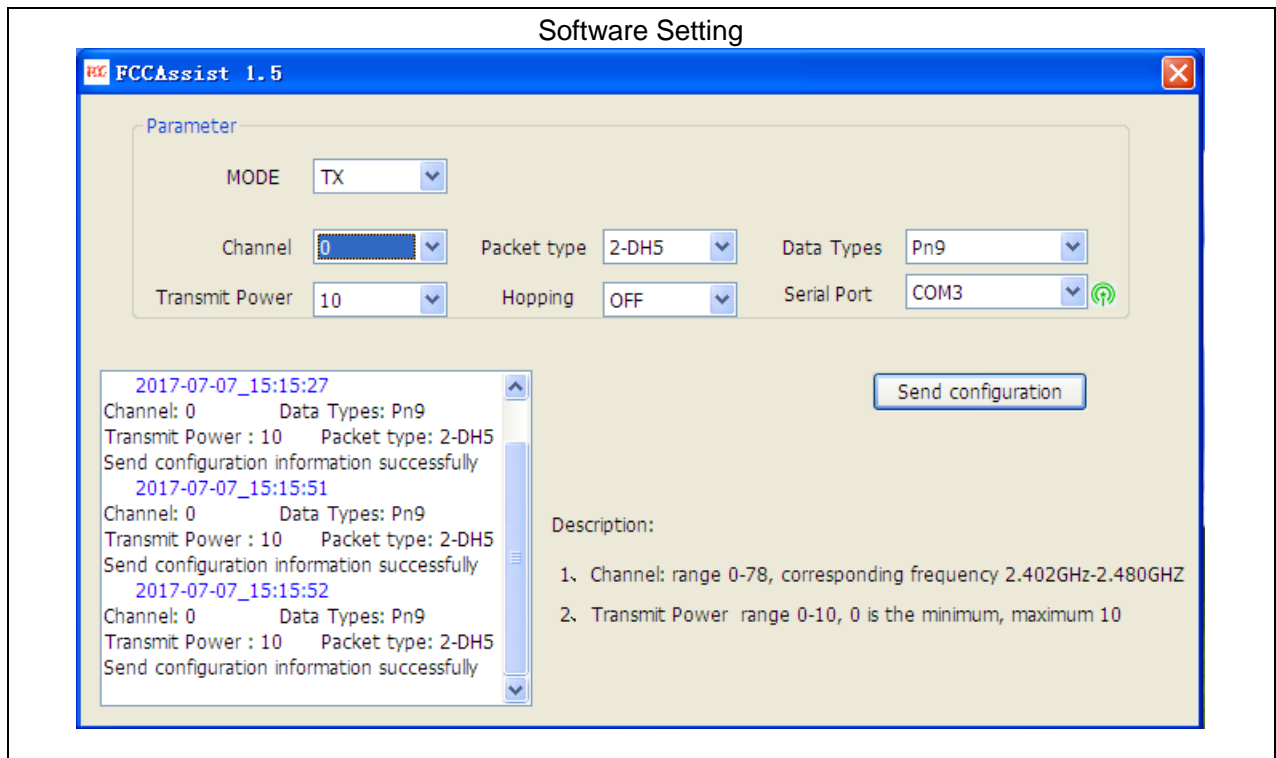 Software Setting
FCCAssist 1.5
Parameter
MODE TX
Channel 0 Packet type 2-DH5 Data Types Pn9
Transmit Power 10 Hopping OFF Serial Port COM3
2017-07-07_15:15:27
Channel: 0 Data Types: Pn9
Transmit Power : 10 Packet type: 2-DH5
Send configuration information successfully
2017-07-07_15:15:51
Channel: 0 Data Types: Pn9
Transmit Power : 10 Packet type: 2-DH5
Send configuration information successfully
2017-07-07_15:15:52
Channel: 0 Data Types: Pn9
Transmit Power : 10 Packet type: 2-DH5
Send configuration information successfully
Send configuration
Description:
1、Channel: range 0-78, corresponding frequency 2.402GHz-2.480GHZ
2、Transmit Power range 0-10, 0 is the minimum, maximum 10